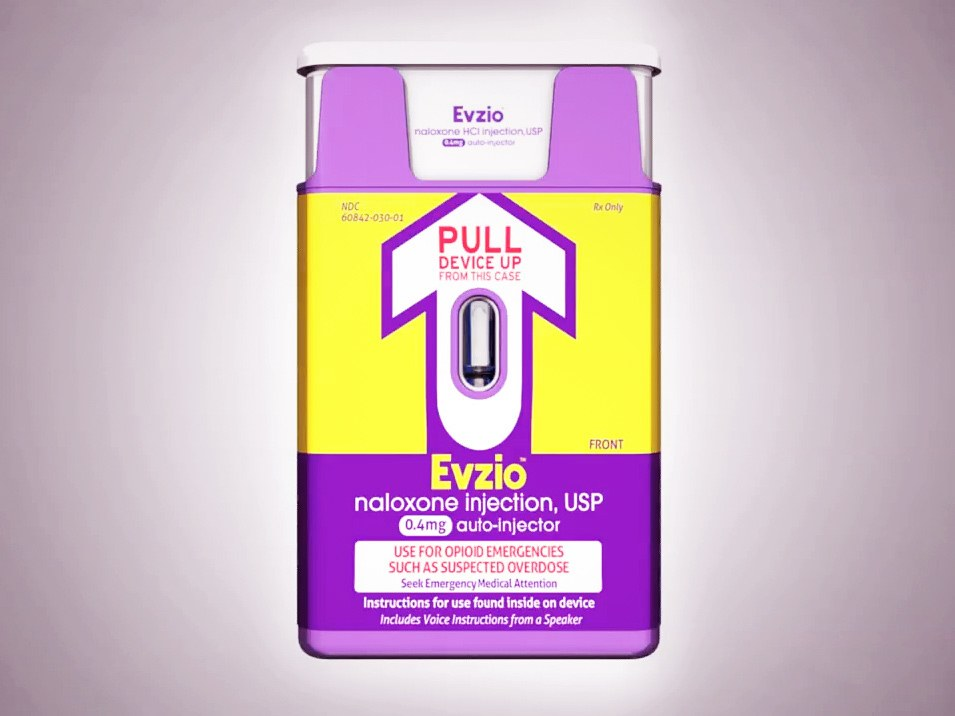 Evzio™
naloxone HCl injection, USP
0.4mg auto-injector
NDC
60842-030-01
Rx Only
PULL
DEVICE UP
FROM THIS CASE
FRONT
Evzio™
naloxone injection, USP
0.4mg auto-injector
USE FOR OPIOID EMERGENCIES
SUCH AS SUSPECTED OVERDOSE
Seek Emergency Medical Attention
Instructions for use found inside on device
Includes Voice Instructions from a Speaker